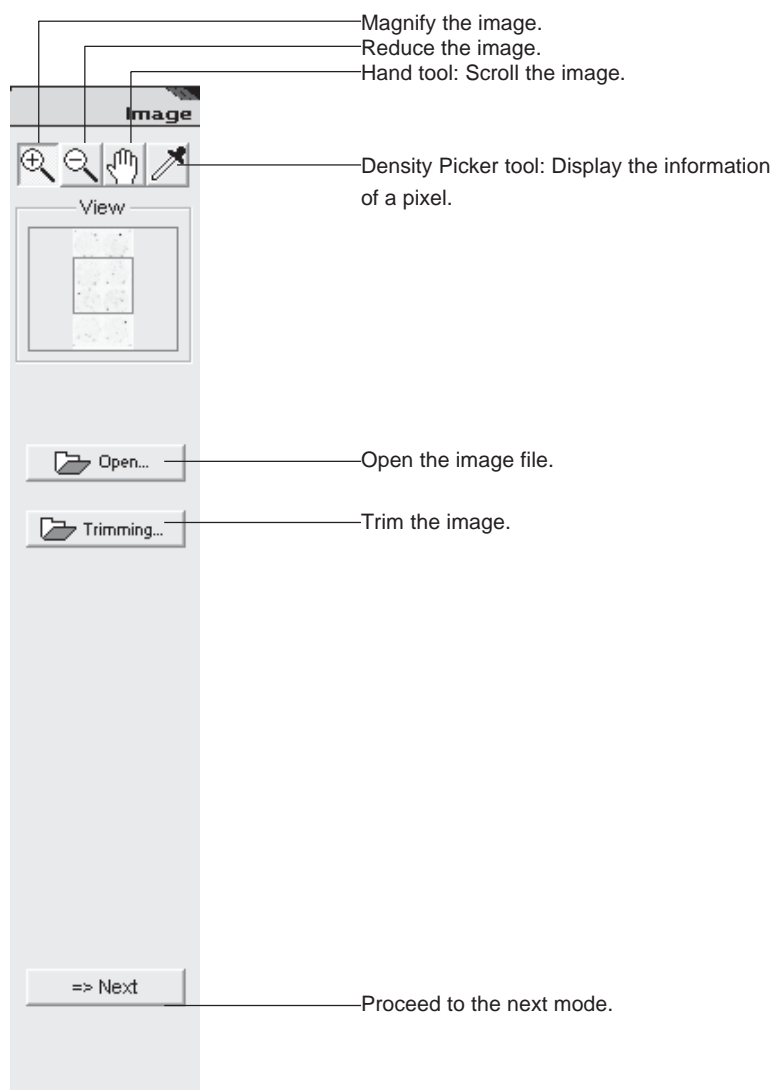 Magnify the image.
Reduce the image.
Hand tool: Scroll the image.
Image
Density Picker tool: Display the information
of a pixel.
View
Open...
Open the image file.
Trimming...
Trim the image.
=> Next
Proceed to the next mode.